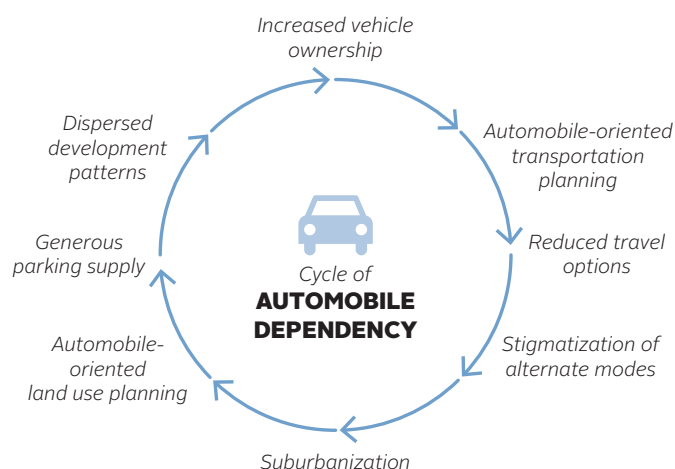 Increased vehicle
ownership
Automobile-oriented
transportation
planning
Reduced travel
options
Stigmatization of
alternate modes
Suburbanization
Automobile-
oriented
land use planning
Generous
parking supply
Dispersed
development
patterns
Cycle of
AUTOMOBILE
DEPENDENCY